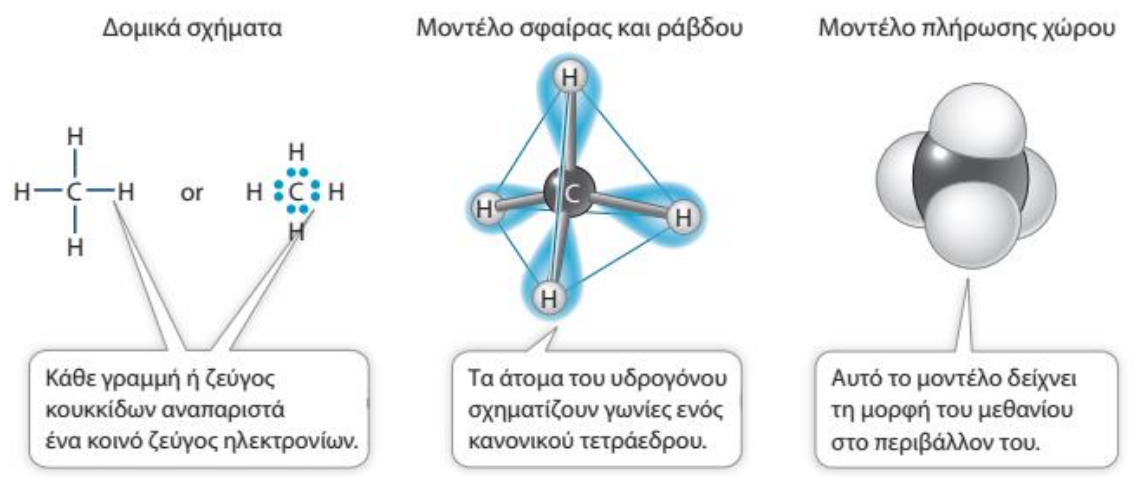 Δομικά σχήματα
Μοντέλο σφαίρας και ράβδου
Μοντέλο πλήρωσης χώρου
H
H—C—H
H
or
H
H C H
H
H
C
H
H
H
Κάθε γραμμή ή ζεύγος
κουκκίδων αναπαριστά
ένα κοινό ζεύγος ηλεκτρονίων.
Τα άτομα του υδρογόνου
σχηματίζουν γωνίες ενός
κανονικού τετράεδρου.
Αυτό το μοντέλο δείχνει
τη μορφή του μεθανίου
στο περιβάλλον του.